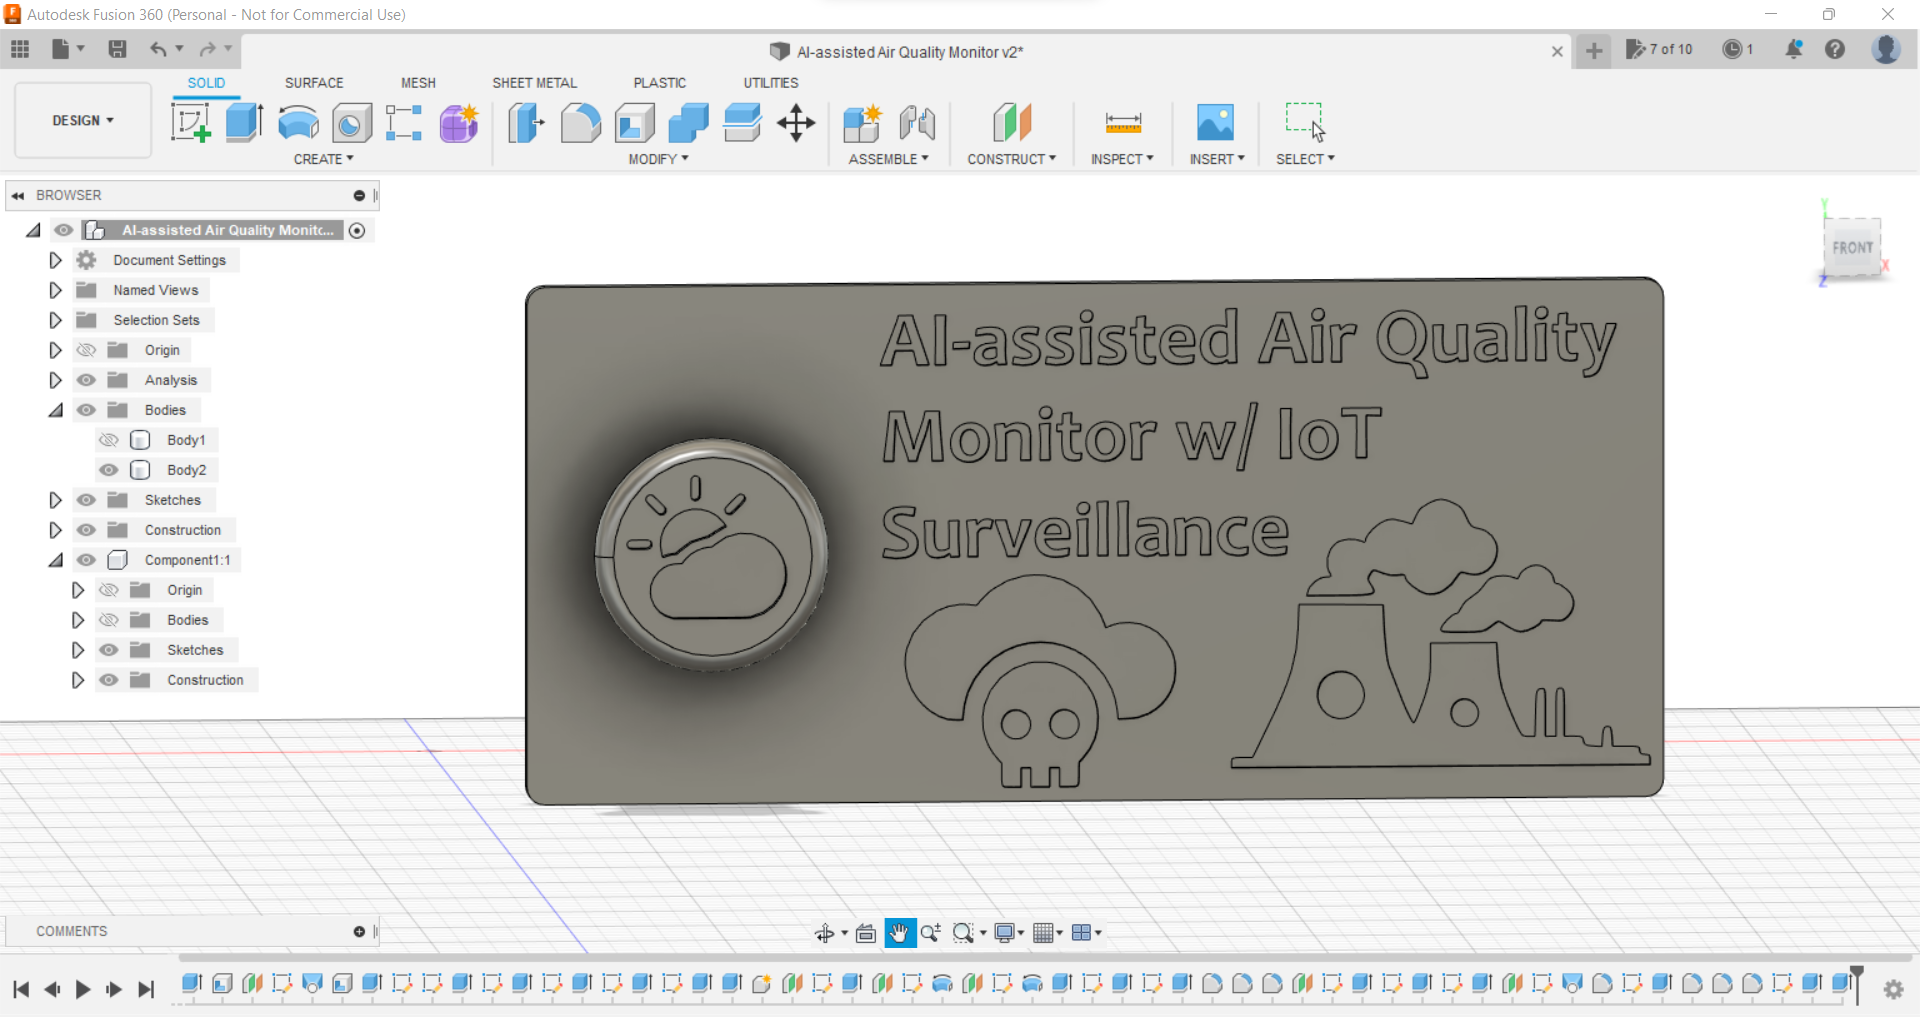 Autodesk Fusion 360 (Personal - Not for Commercial Use)
AI-assisted Air Quality Monitor v2*
7 of 10
1
SOLID SURFACE MESH SHEET METAL PLASTIC UTILITIES
DESIGN
CREATE MODIFY ASSEMBLE CONSTRUCT INSPECT INSERT SELECT
BROWSER
AI-assisted Air Quality Monitc...
Document Settings
Named Views
Selection Sets
Origin
Analysis
Bodies
Body1
Body2
Sketches
Construction
Component1:1
Origin
Bodies
Sketches
Construction
AI-assisted Air Quality
Monitor w/ IoT
Surveillance
Y
FRONT
X
Z
COMMENTS